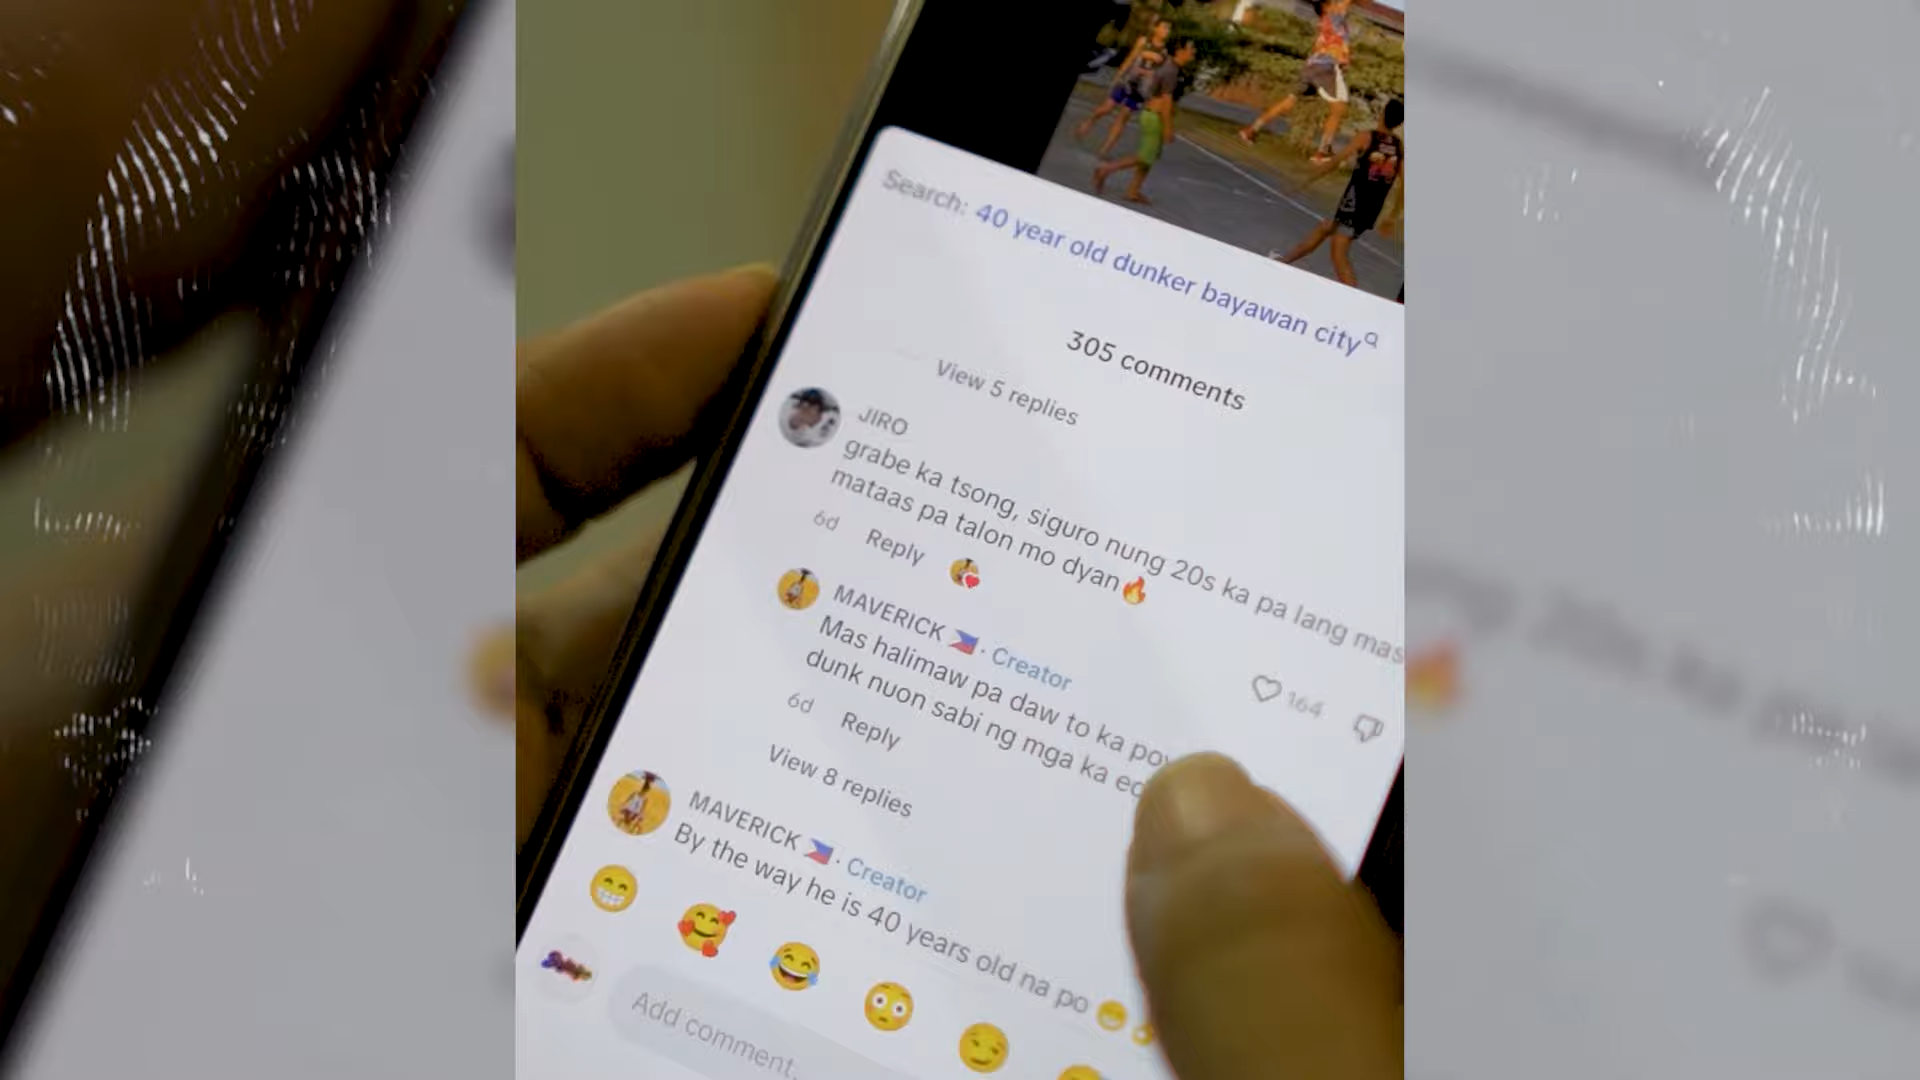 Search: 40 year old dunker bayawan city
305 comments
View 5 replies
JIRO
grabe ka tsong, siguro nung 20s ka pa lang mas
mataas pa talon mo dyan🔥
6d Reply
164
MAVERICK 🇵🇭 · Creator
Mas halimaw pa daw to ka
dunk nuon sabi ng mga ka
6d Reply
View 8 replies
MAVERICK 🇵🇭 · Creator
By the way he is 40 years old na po 😁
Add comment...